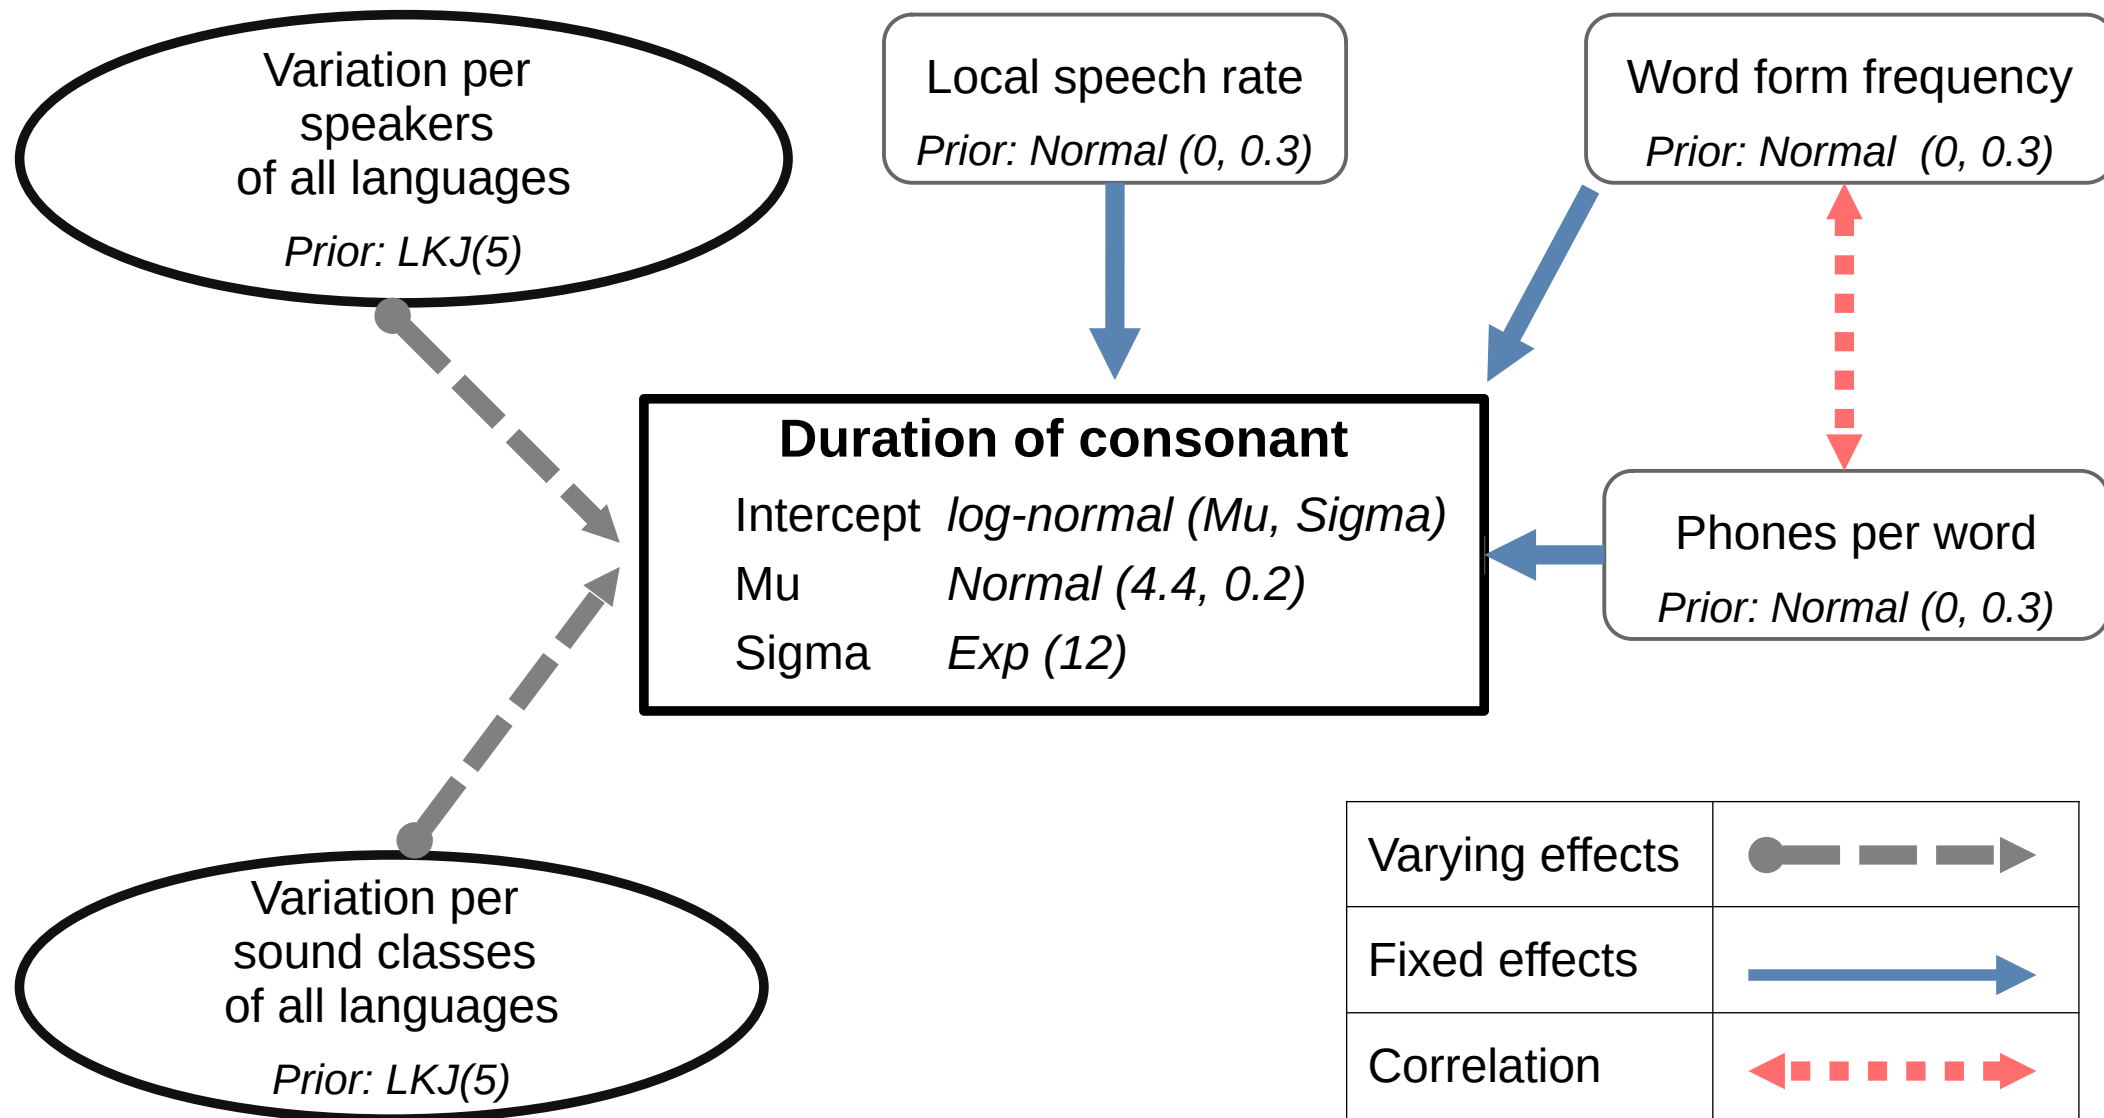 Variation per
speakers
of all languages
Prior: LKJ(5)
Local speech rate
Prior: Normal (0, 0.3)
Word form frequency
Prior: Normal (0, 0.3)
Duration of consonant
Intercept log-normal (Mu, Sigma)
Mu Normal (4.4, 0.2)
Sigma Exp (12)
Phones per word
Prior: Normal (0, 0.3)
Variation per
sound classes
of all languages
Prior: LKJ(5)
Varying effects
Fixed effects
Correlation